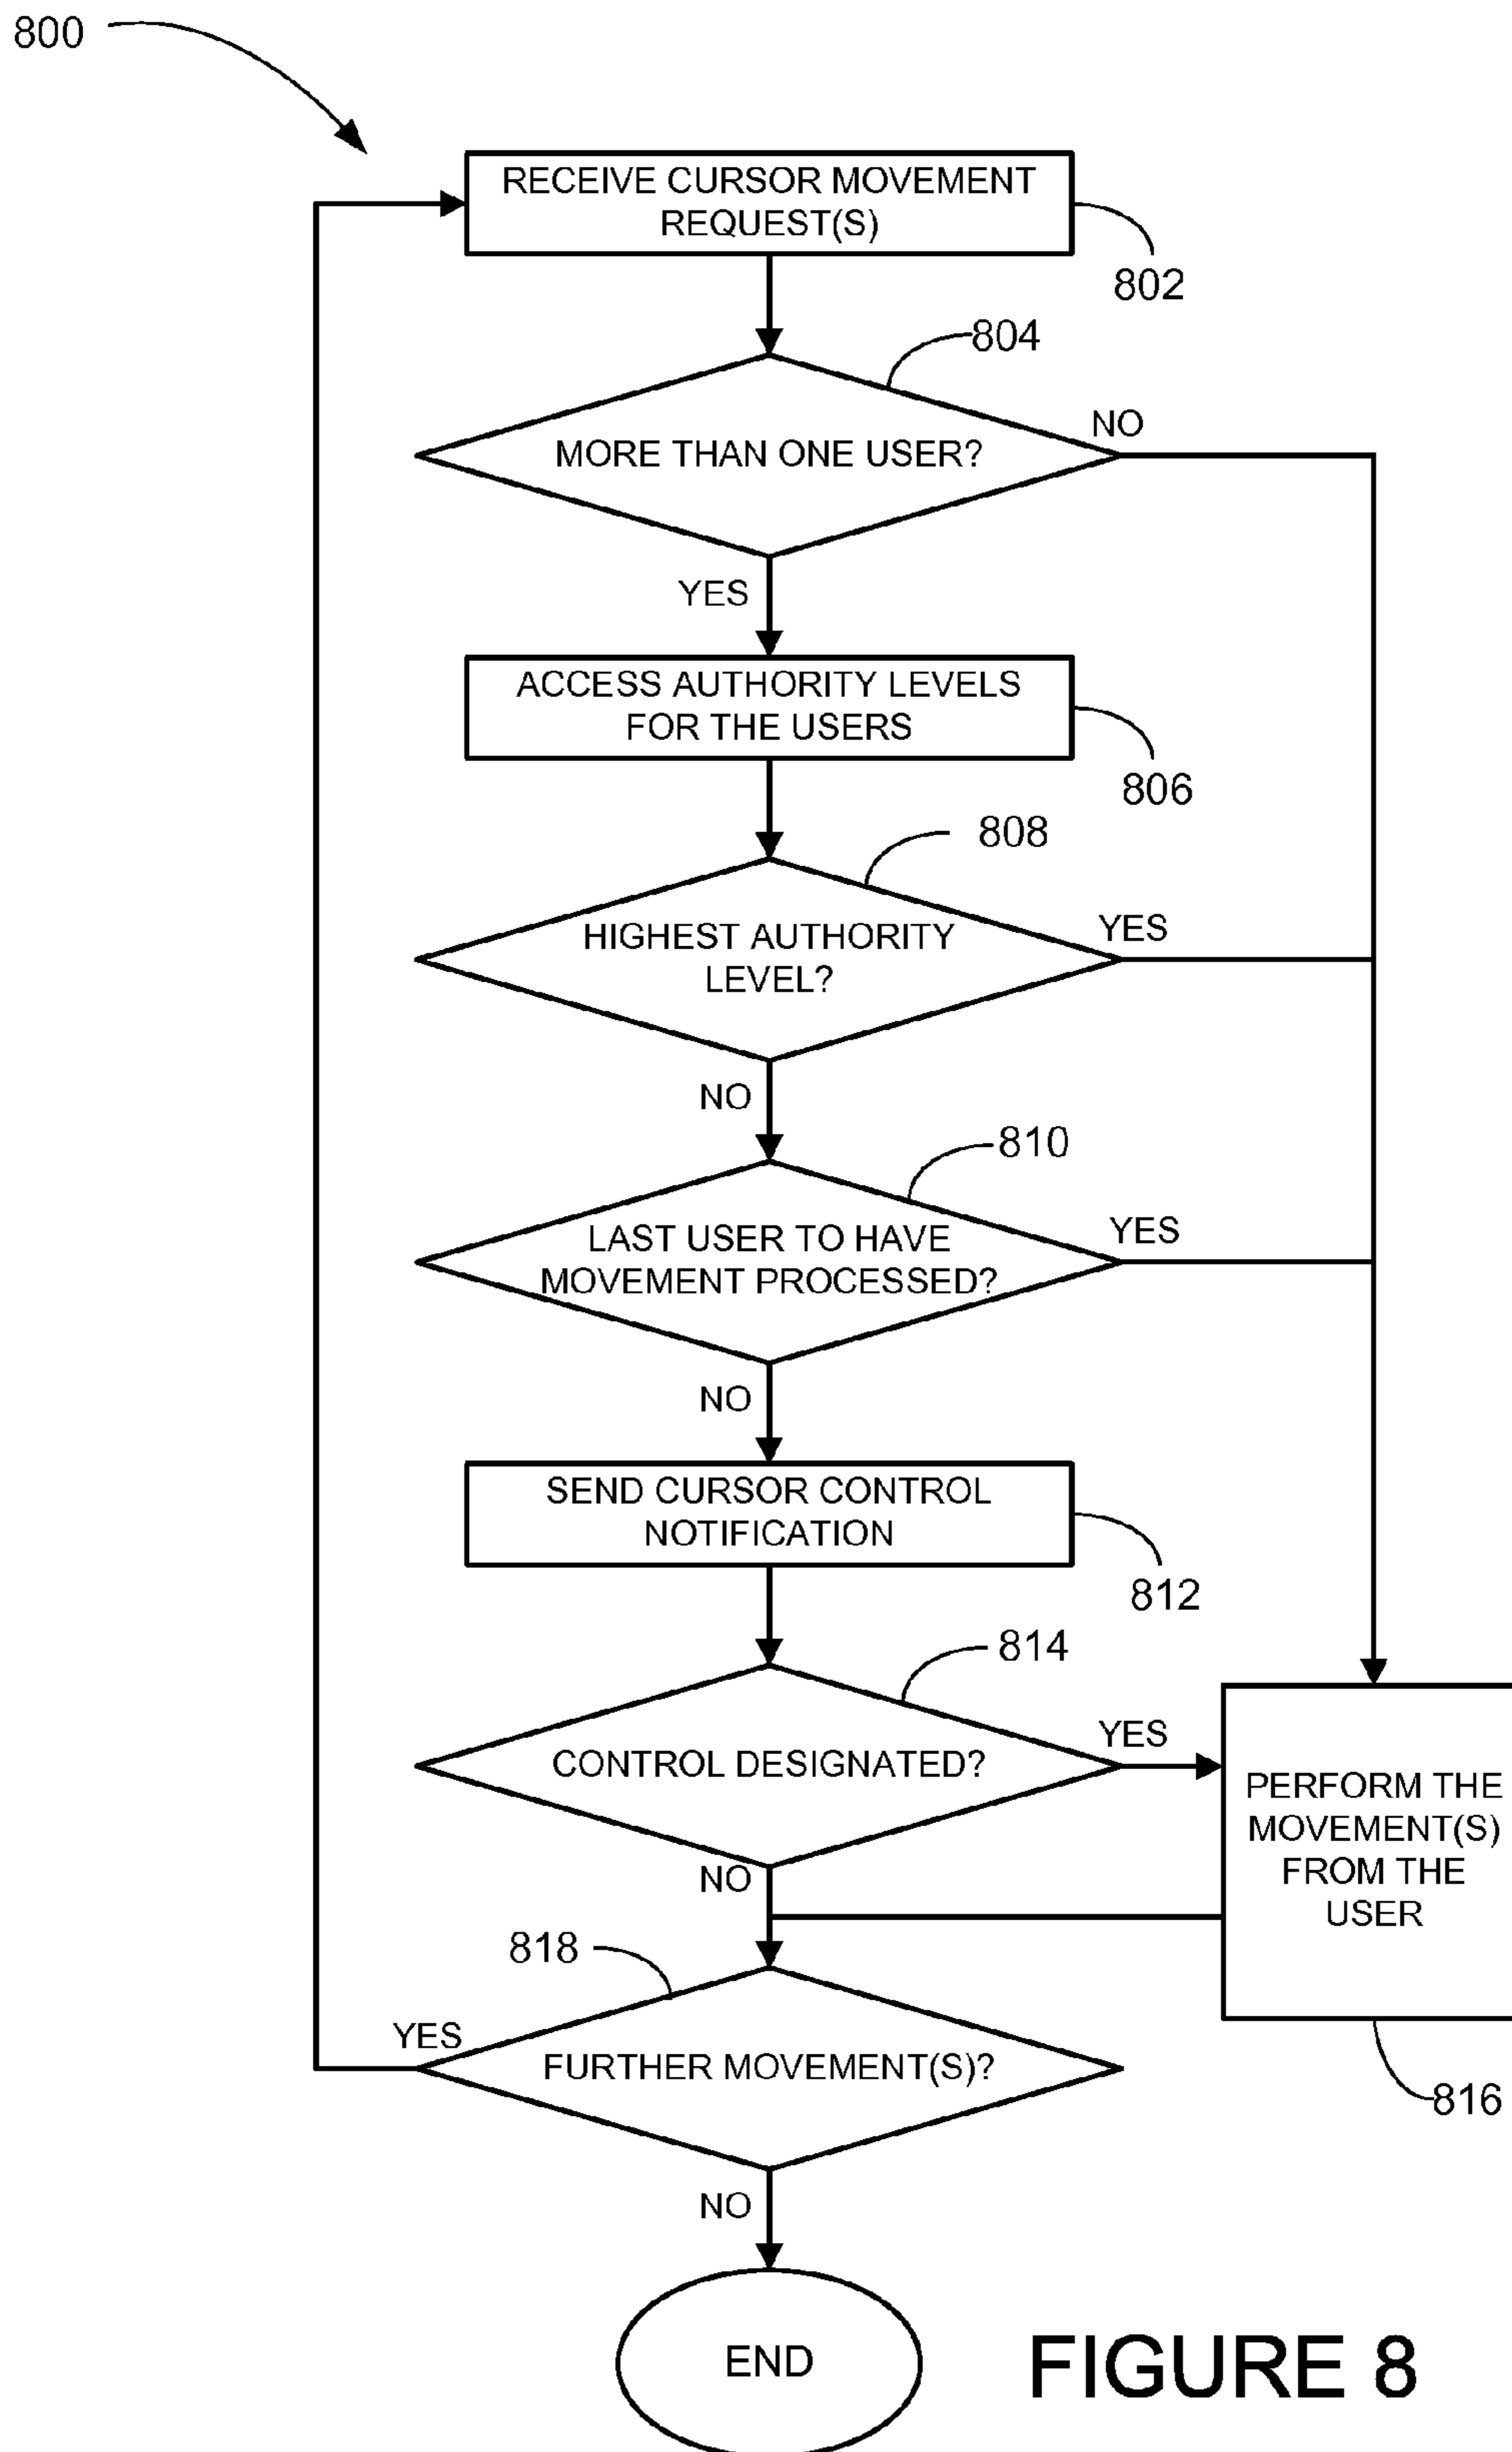 800
RECEIVE CURSOR MOVEMENT
REQUEST(S)
802
804
MORE THAN ONE USER?
NO
YES
ACCESS AUTHORITY LEVELS
FOR THE USERS
806
808
HIGHEST AUTHORITY
LEVEL?
YES
NO
810
LAST USER TO HAVE
MOVEMENT PROCESSED?
YES
NO
SEND CURSOR CONTROL
NOTIFICATION
812
814
CONTROL DESIGNATED?
YES
NO
PERFORM THE
MOVEMENT(S)
FROM THE
USER
816
818
FURTHER MOVEMENT(S)?
YES
NO
END
FIGURE 8